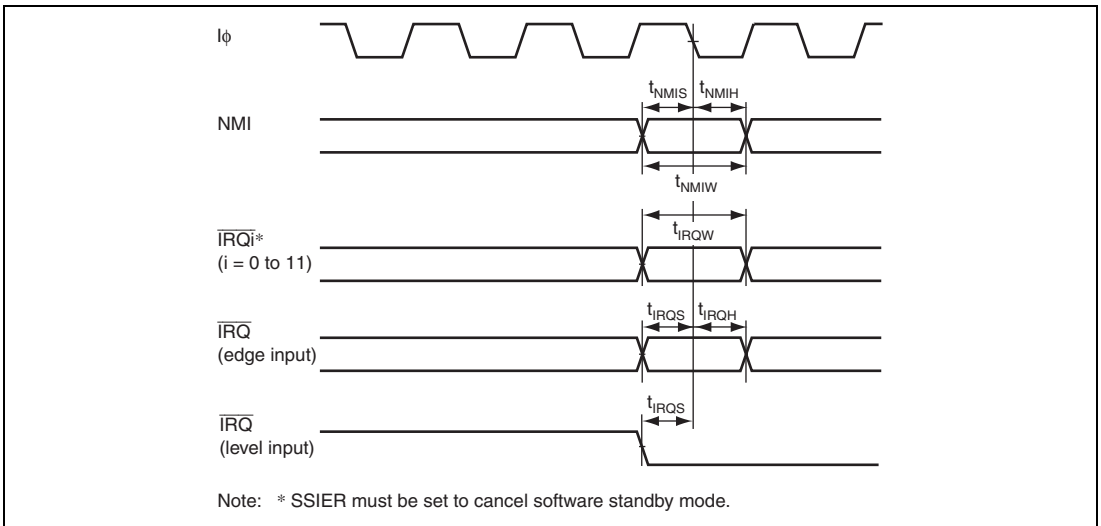 Iϕ
tNMIS tNMIH
NMI
tNMIW
IRQi*
(i = 0 to 11)
tIRQW
tIRQS tIRQH
IRQ
(edge input)
tIRQS
IRQ
(level input)
Note: * SSIER must be set to cancel software standby mode.